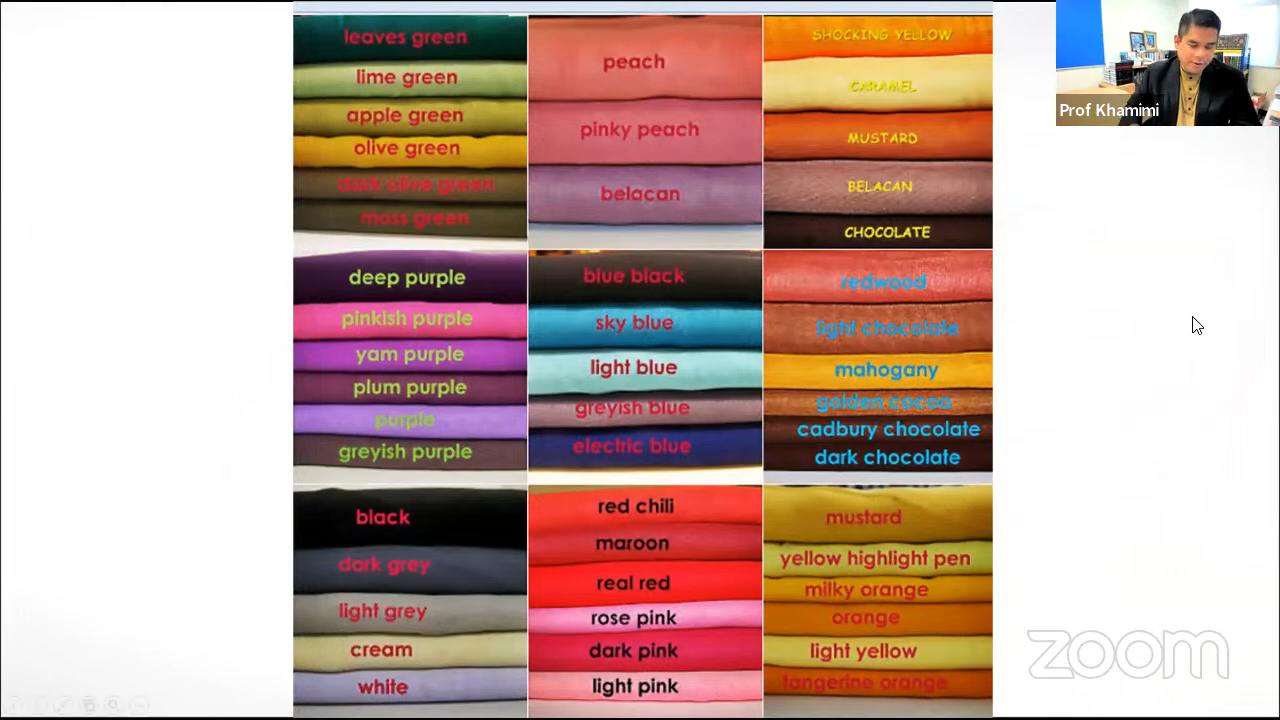 leaves green
lime green
apple green
olive green
dark olive green
moss green
peach
pinky peach
belacan
SHOCKING YELLOW
CARAMEL
MUSTARD
BELACAN
CHOCOLATE
Prof Khamimi
deep purple
pinkish purple
yam purple
plum purple
purple
greyish purple
blue black
sky blue
light blue
greyish blue
electric blue
redwood
light chocolate
mahogany
golden cocoa
cadbury chocolate
dark chocolate
black
dark grey
light grey
cream
white
red chili
maroon
real red
rose pink
dark pink
light pink
mustard
yellow highlight pen
milky orange
orange
light yellow
tangerine orange
zoom